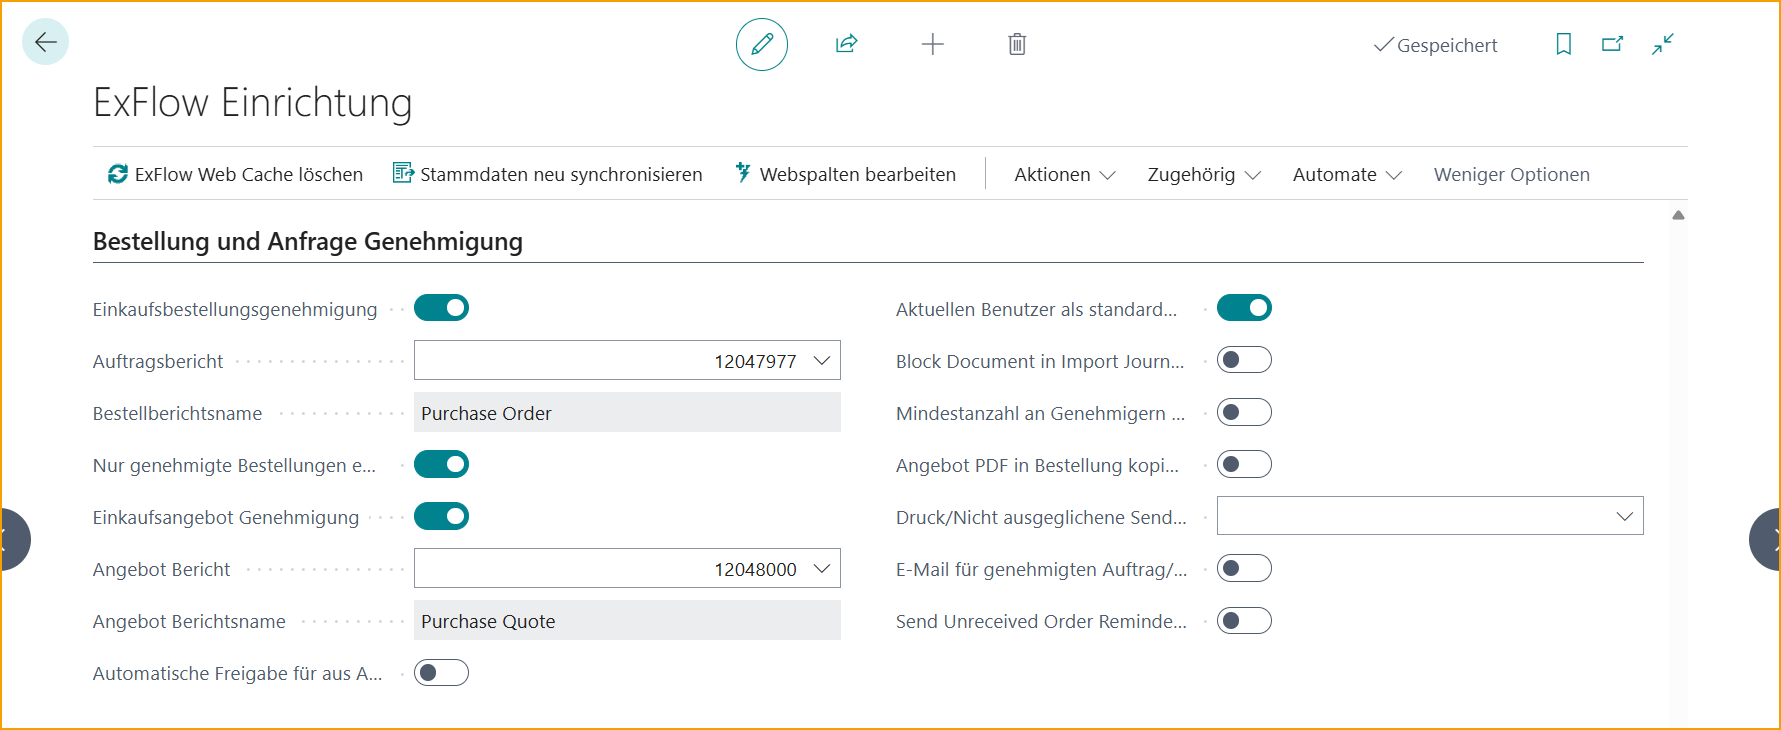 Gespeichert
ExFlow Einrichtung
ExFlow Web Cache löschen
Stammdaten neu synchronisieren
Webspalten bearbeiten
Aktionen
Zugehörig
Automate
Weniger Optionen
Bestellung und Anfrage Genehmigung
Einkaufsbestellungsgenehmigung
Auftragsbericht
12047977
Bestellberichtsname
Purchase Order
Nur genehmigte Bestellungen e...
Einkaufsangebot Genehmigung
Angebot Bericht
12048000
Angebot Berichtsname
Purchase Quote
Automatische Freigabe für aus A...
Aktuellen Benutzer als standard...
Block Document in Import Journ...
Mindestanzahl an Genehmigern ...
Angebot PDF in Bestellung kopi...
Druck/Nicht ausgeglichene Send...
E-Mail für genehmigten Auftrag/...
Send Unreceived Order Reminde...